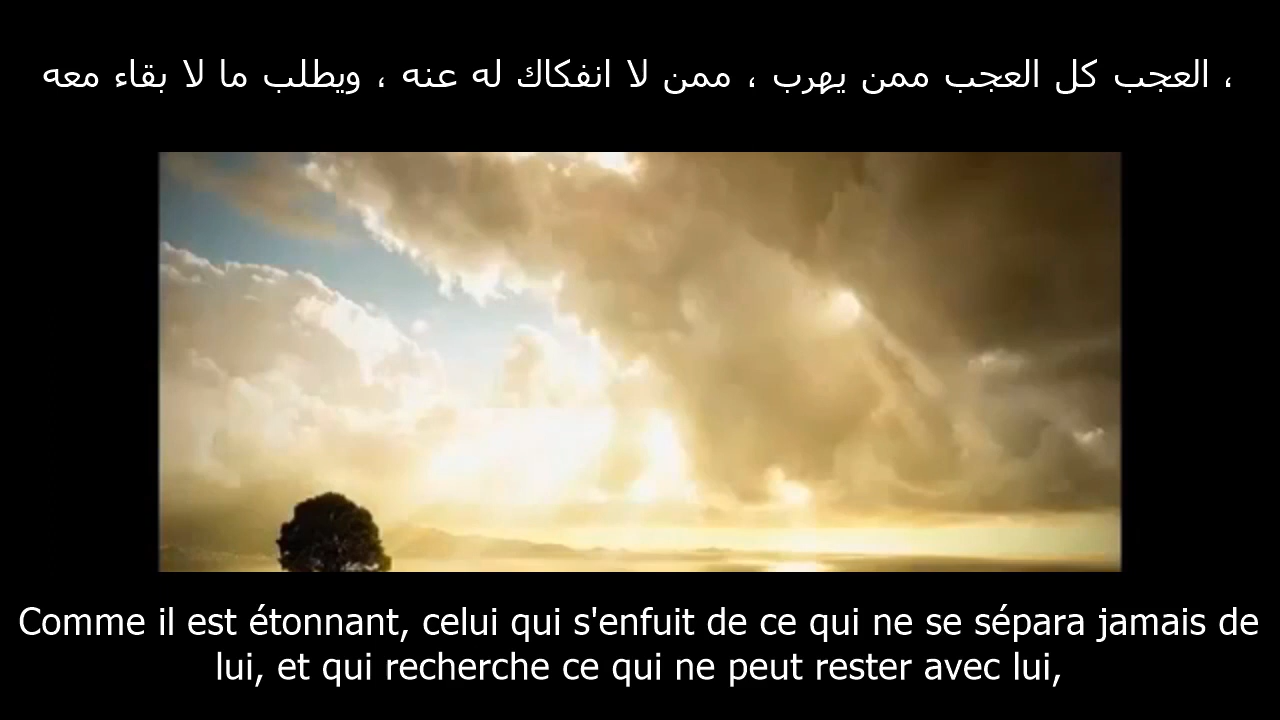 ، العجب كل العجب ممن يهرب ، ممن لا انفكاك له عنه ، ويطلب ما لا بقاء معه
Comme il est étonnant, celui qui s'enfuit de ce qui ne se sépara jamais de
lui, et qui recherche ce qui ne peut rester avec lui,